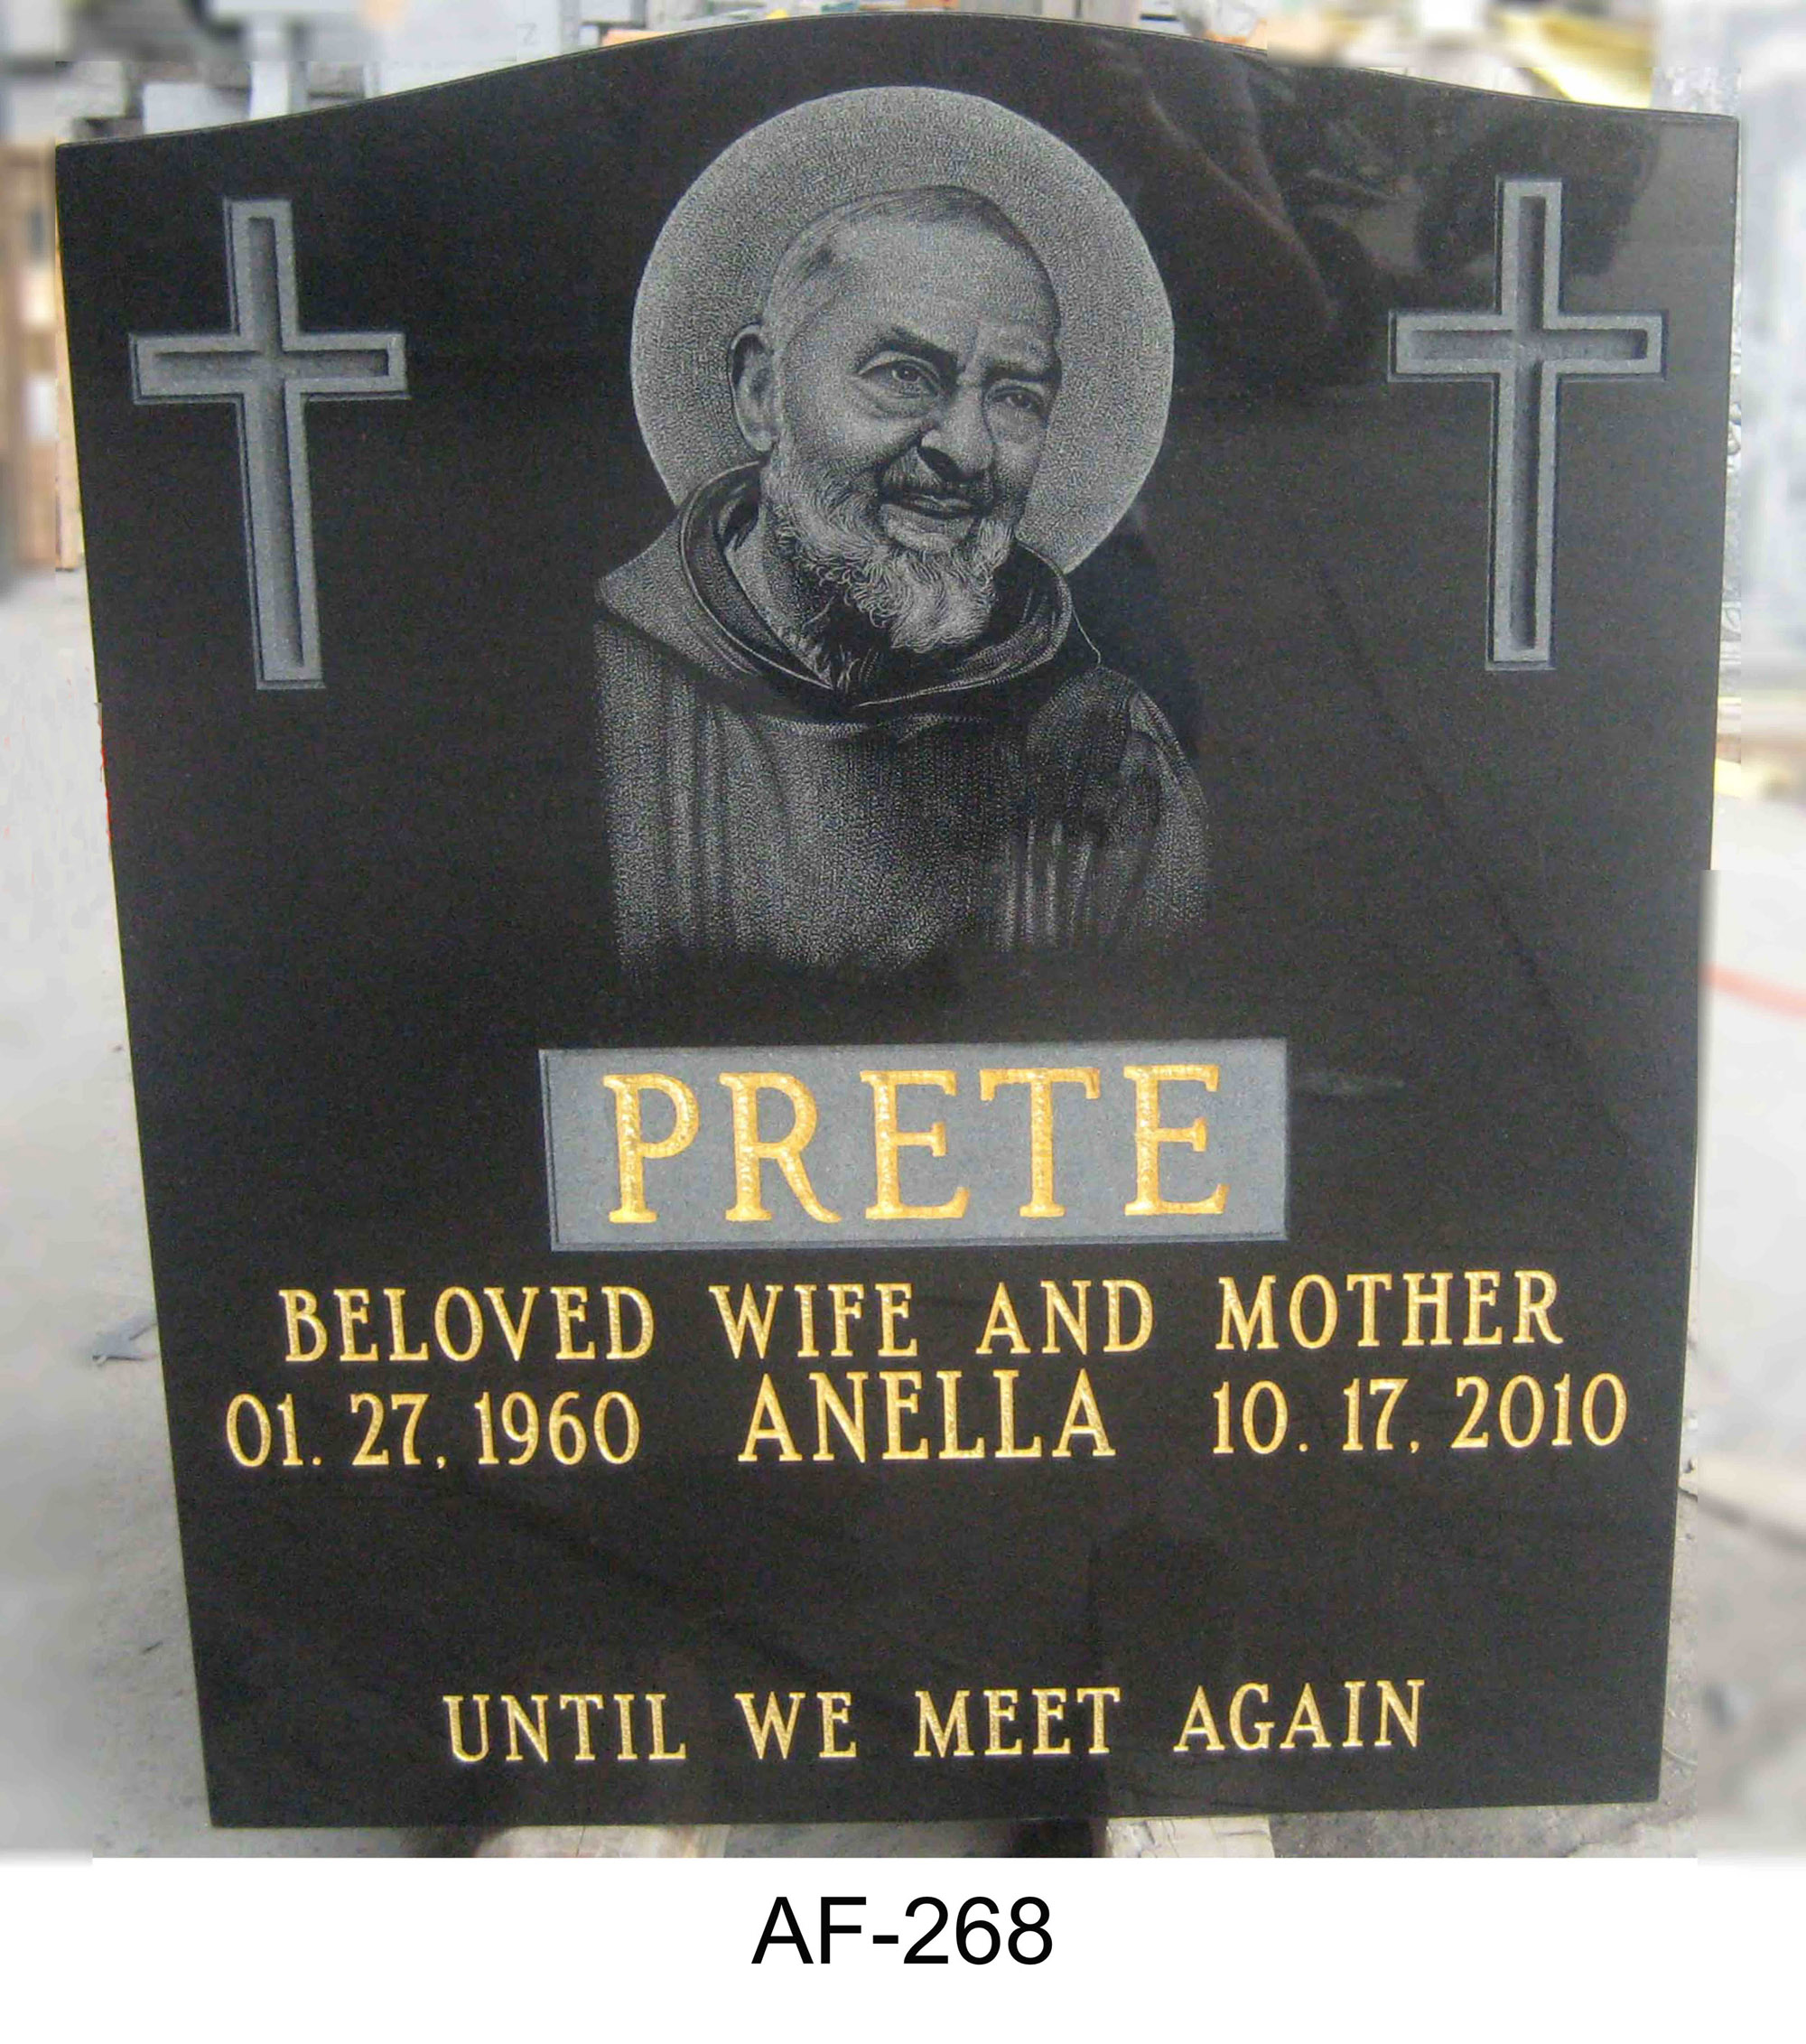 PRETE
BELOVED WIFE AND MOTHER
01. 27, 1960 ANELLA 10. 17, 2010
UNTIL WE MEET AGAIN
AF-268